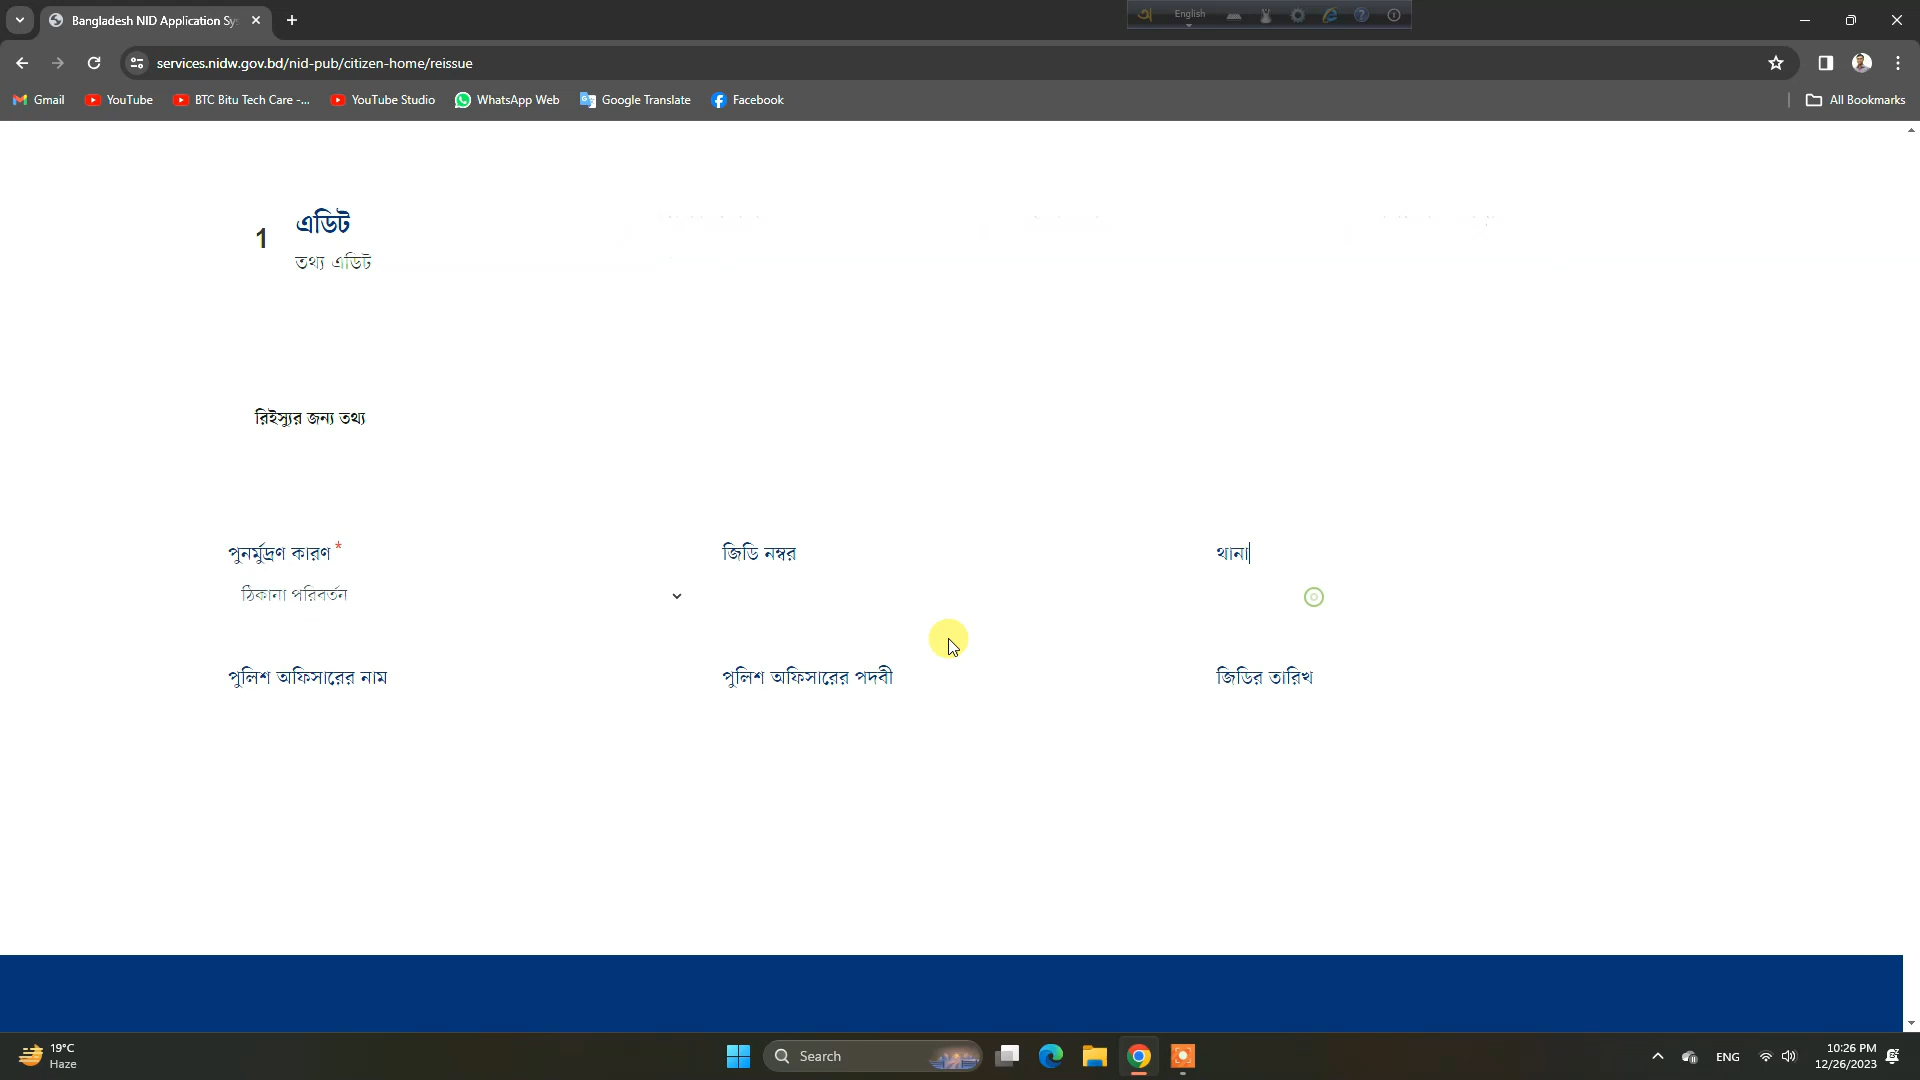 Bangladesh NID Application Sy
English
services.nidw.gov.bd/nid-pub/citizen-home/reissue
Gmail
YouTube
BTC Bitu Tech Care -...
YouTube Studio
WhatsApp Web
Google Translate
Facebook
All Bookmarks
1
এডিট
তথ্য এডিট
রিইস্যুর জন্য তথ্য
পুনর্মুদ্রণ কারণ *
জিডি নম্বর
থানা
ঠিকানা পরিবর্তন
পুলিশ অফিসারের নাম
পুলিশ অফিসারের পদবী
জিডির তারিখ
19°C
Haze
Search
ENG
10:26 PM
12/26/2023